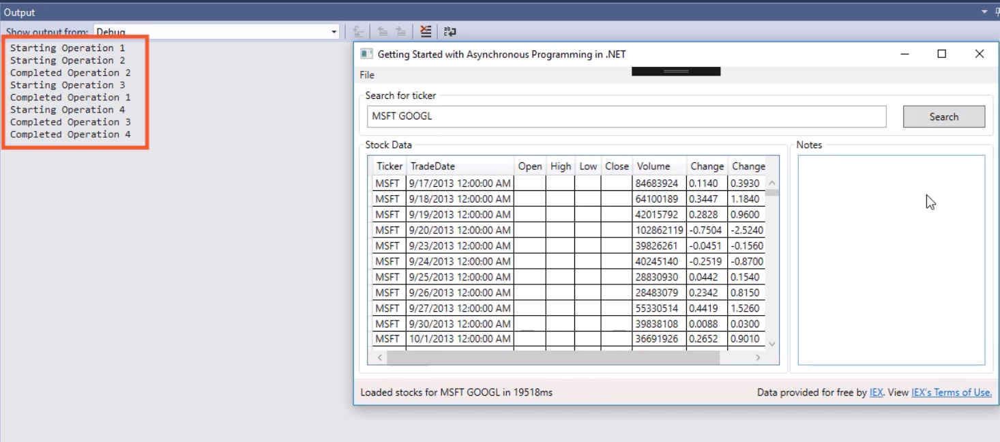 Output
Show output from: Debug
Starting Operation 1
Starting Operation 2
Completed Operation 2
Starting Operation 3
Completed Operation 1
Starting Operation 4
Completed Operation 3
Completed Operation 4
Getting Started with Asynchronous Programming in .NET
File
Search for ticker
MSFT GOOGL
Search
Stock Data
Notes
Ticker TradeDate Open High Low Close Volume Change Change
MSFT 9/17/2013 12:00:00 AM 84683924 0.1140 0.3930
MSFT 9/18/2013 12:00:00 AM 64100189 0.3447 1.1840
MSFT 9/19/2013 12:00:00 AM 42015792 0.2828 0.9600
MSFT 9/20/2013 12:00:00 AM 102862119 -0.7504 -2.5240
MSFT 9/23/2013 12:00:00 AM 39826261 -0.0451 -0.1560
MSFT 9/24/2013 12:00:00 AM 40245140 -0.2519 -0.8700
MSFT 9/25/2013 12:00:00 AM 28830930 0.0442 0.1540
MSFT 9/26/2013 12:00:00 AM 28483079 0.2342 0.8150
MSFT 9/27/2013 12:00:00 AM 55330514 0.4419 1.5260
MSFT 9/30/2013 12:00:00 AM 39838108 0.0088 0.0300
MSFT 10/1/2013 12:00:00 AM 36691926 0.2652 0.9010
Loaded stocks for MSFT GOOGL in 19518ms
Data provided for free by IEX. View IEX's Terms of Use.